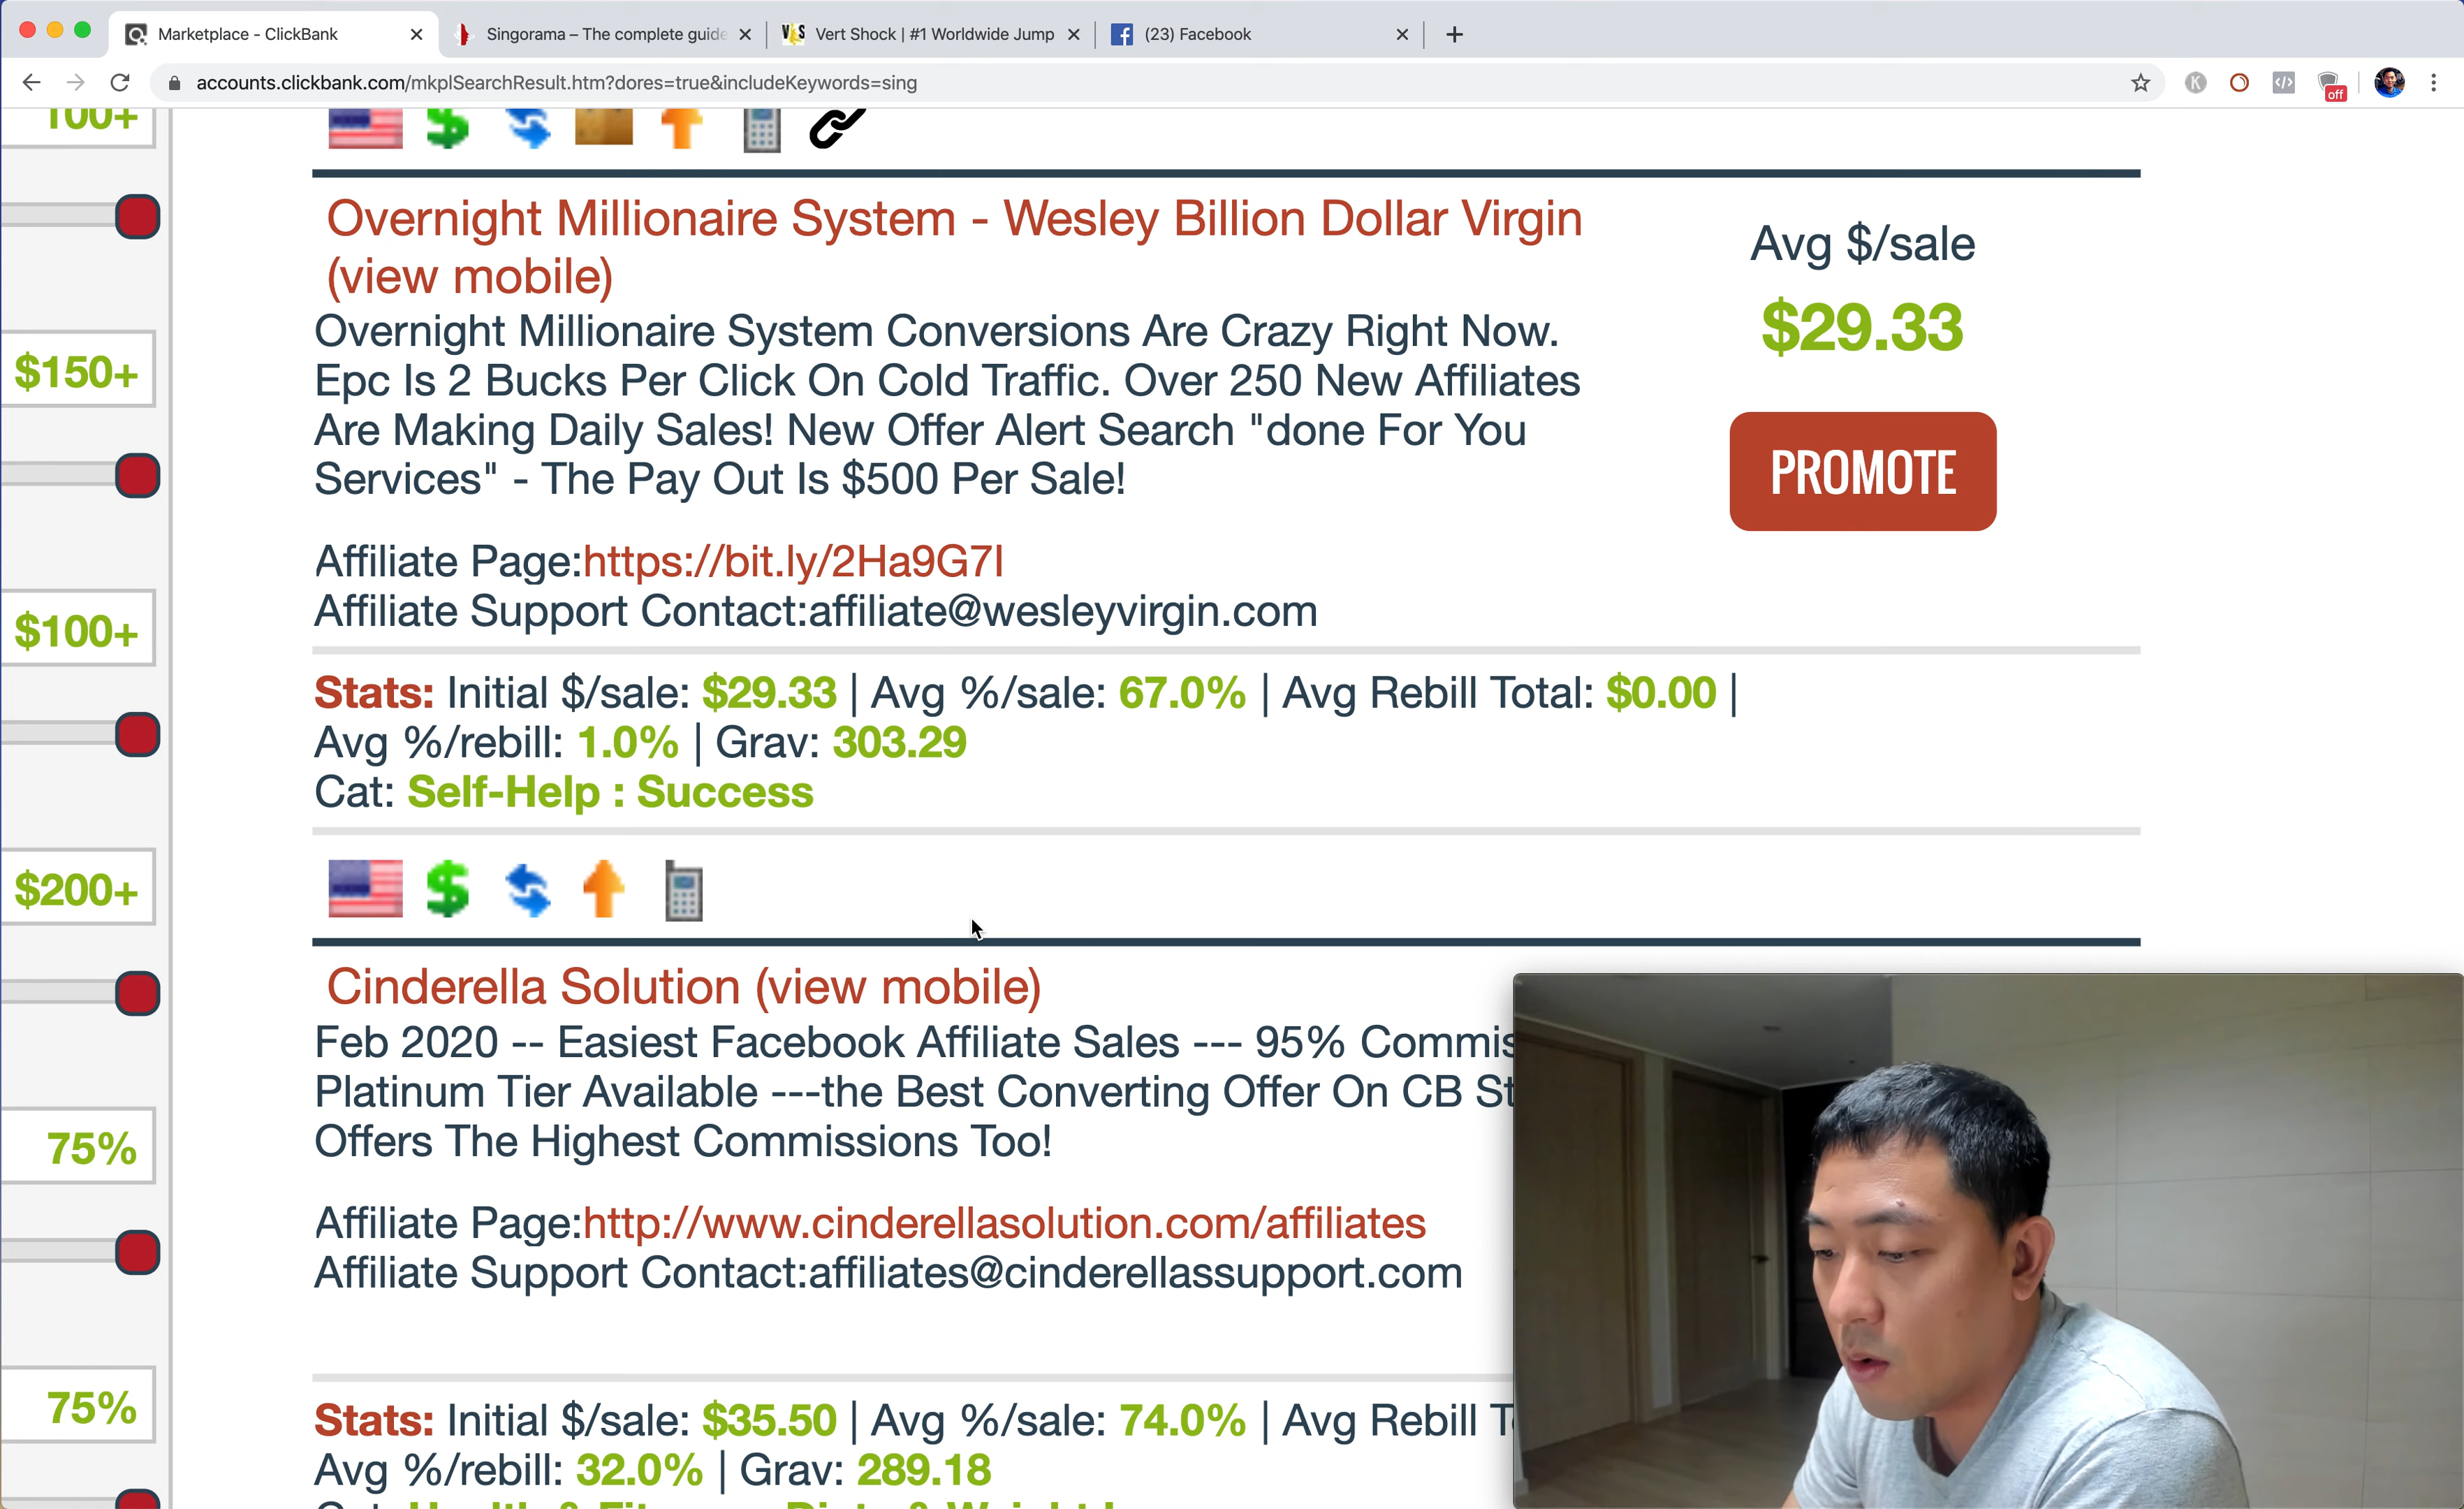 Marketplace - ClickBank
Singorama – The complete guide
Vert Shock | #1 Worldwide Jump
(23) Facebook
accounts.clickbank.com/mkplSearchResult.htm?dores=true&includeKeywords=sing
off
100+
Overnight Millionaire System - Wesley Billion Dollar Virgin
(view mobile)
Avg $/sale
$29.33
PROMOTE
Overnight Millionaire System Conversions Are Crazy Right Now.
Epc Is 2 Bucks Per Click On Cold Traffic. Over 250 New Affiliates
Are Making Daily Sales! New Offer Alert Search "done For You
Services" - The Pay Out Is $500 Per Sale!
$150+
Affiliate Page:https://bit.ly/2Ha9G7I
Affiliate Support Contact:affiliate@wesleyvirgin.com
$100+
Stats: Initial $/sale: $29.33 | Avg %/sale: 67.0% | Avg Rebill Total: $0.00 |
Avg %/rebill: 1.0% | Grav: 303.29
Cat: Self-Help : Success
$200+
Cinderella Solution (view mobile)
Feb 2020 -- Easiest Facebook Affiliate Sales --- 95% Commis
Platinum Tier Available ---the Best Converting Offer On CB St
Offers The Highest Commissions Too!
75%
Affiliate Page:http://www.cinderellasolution.com/affiliates
Affiliate Support Contact:affiliates@cinderellassupport.com
75%
Stats: Initial $/sale: $35.50 | Avg %/sale: 74.0% | Avg Rebill T
Avg %/rebill: 32.0% | Grav: 289.18